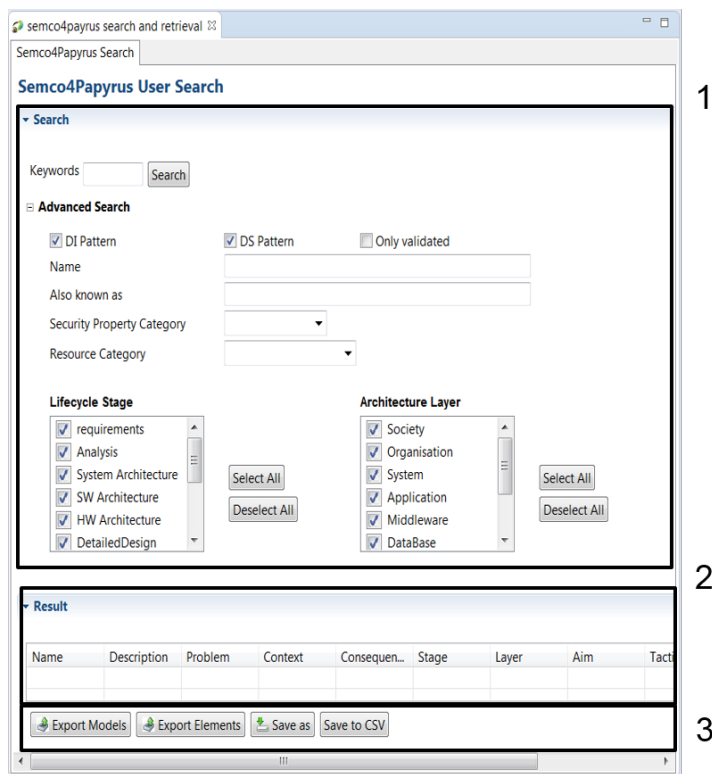 semco4payrus search and retrieval
Semco4Papyrus Search
Semco4Papyrus User Search
1
Search
Keywords Search
Advanced Search
DI Pattern DS Pattern Only validated
Name
Also known as
Security Property Category
Resource Category
Lifecycle Stage Architecture Layer
requirements Society
Analysis Organisation
System Architecture Select All System Select All
SW Architecture Application
Deselect All Deselect All
HW Architecture Middleware
DetailedDesign DataBase
2
Result
Name Description Problem Context Consequen... Stage Layer Aim Tacti
Export Models Export Elements Save as Save to CSV
3